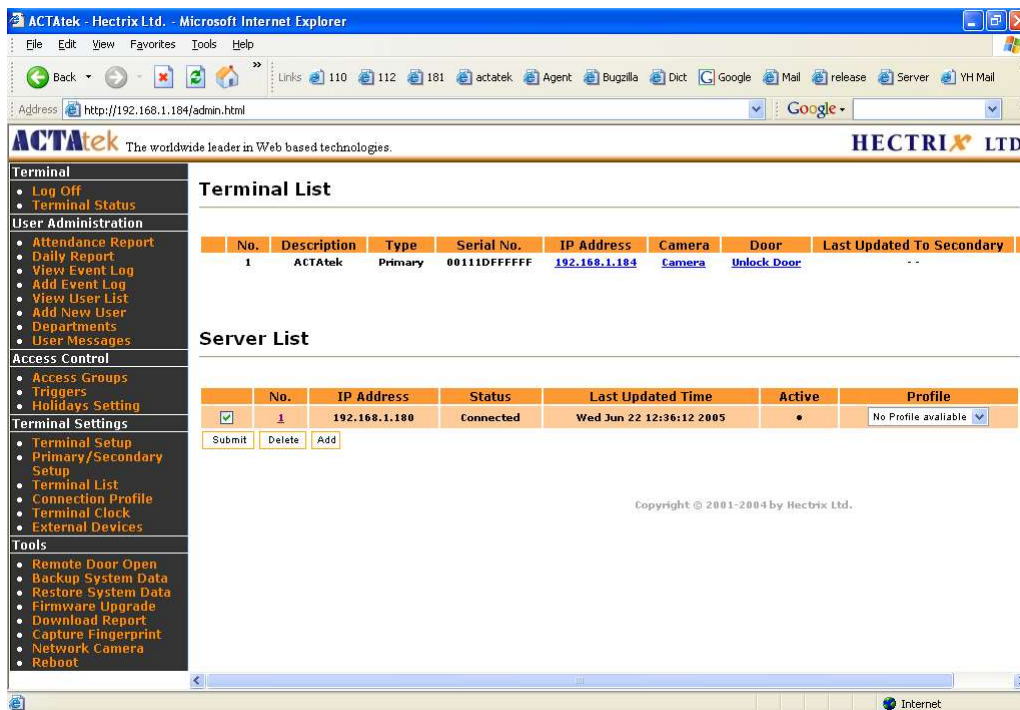 ACTAtek - Hectrix Ltd. - Microsoft Internet Explorer
File Edit View Favorites Tools Help
Back » Links 110 112 181 actatek Agent Bugzilla Dict Google Mail release Server YH Mail
Address http://192.168.1.184/admin.html Google
ACTAtek The worldwide leader in Web based technologies. HECTRIX LTD
Terminal
Log Off
Terminal Status
User Administration
Attendance Report
Daily Report
View Event Log
Add Event Log
View User List
Add New User
Departments
User Messages
Access Control
Access Groups
Triggers
Holidays Setting
Terminal Settings
Terminal Setup
Primary/Secondary
Setup
Terminal List
Connection Profile
Terminal Clock
External Devices
Tools
Remote Door Open
Backup System Data
Restore System Data
Firmware Upgrade
Download Report
Capture Fingerprint
Network Camera
Reboot
Terminal List
No. Description Type Serial No. IP Address Camera Door Last Updated To Secondary
1 ACTAtek Primary 00111DFFFFFF 192.168.1.184 Camera Unlock Door - -
Server List
No. IP Address Status Last Updated Time Active Profile
1 192.168.1.180 Connected Wed Jun 22 12:36:12 2005 • No Profile avaliable
Submit Delete Add
Copyright © 2001-2004 by Hectrix Ltd.
Internet